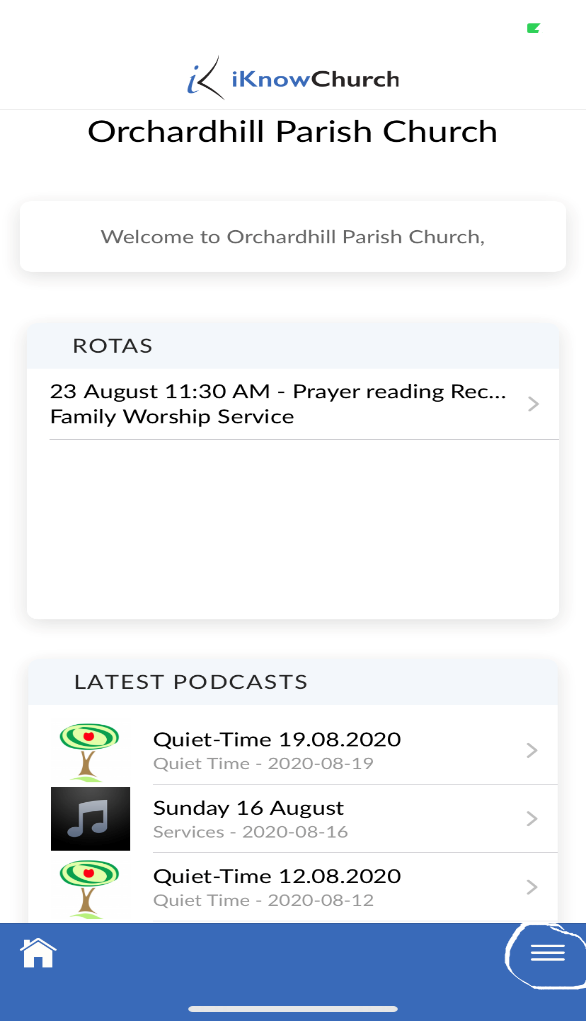 iKnowChurch
Orchardhill Parish Church
Welcome to Orchardhill Parish Church,
ROTAS
23 August 11:30 AM - Prayer reading Rec...
Family Worship Service
LATEST PODCASTS
Quiet-Time 19.08.2020
Quiet Time - 2020-08-19
Sunday 16 August
Services - 2020-08-16
Quiet-Time 12.08.2020
Quiet Time - 2020-08-12